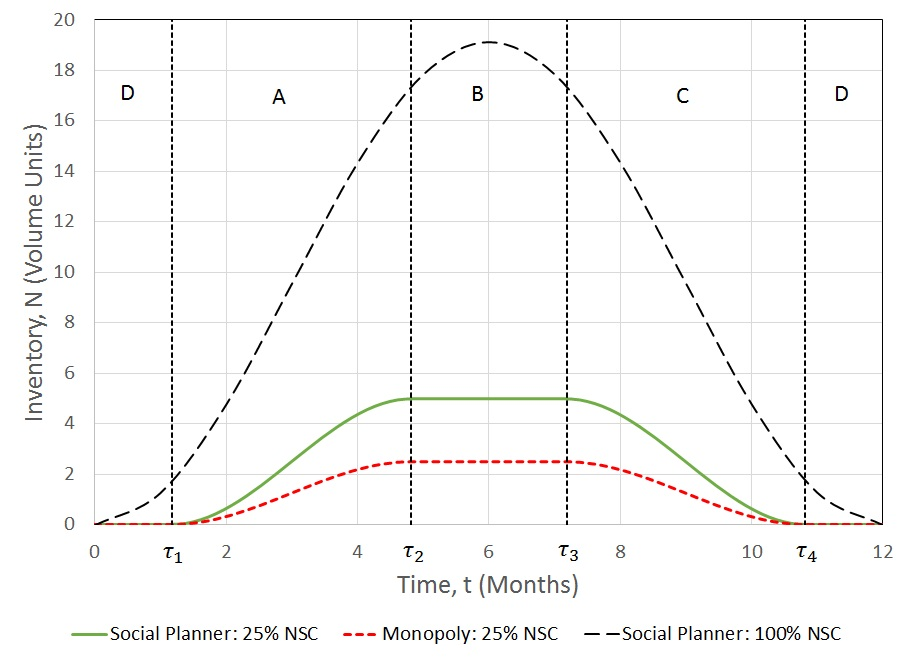 20
18
16
14
12
10
8
6
4
2
0
Inventory, N (Volume Units)
D A B C D
0 τ1 2 4 τ2 6 τ3 8 10 τ4 12
Time, t (Months)
Social Planner: 25% NSC Monopoly: 25% NSC Social Planner: 100% NSC